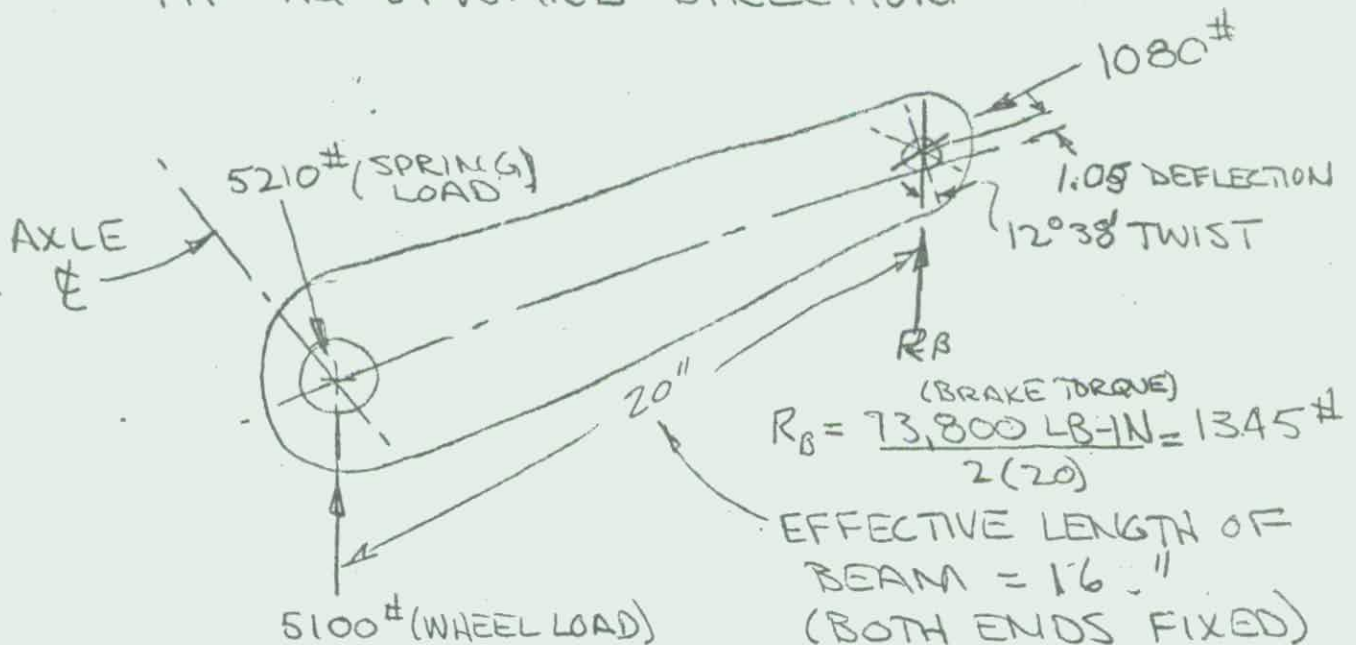 1080#
5210# (SPRING
LOAD)
1.05 DEFLECTION
12°38' TWIST
AXLE
℄
RB
20"
(BRAKE TORQUE)
RB = 73,800 LB-IN = 1345#
2(20)
EFFECTIVE LENGTH OF
BEAM = 16."
(BOTH ENDS FIXED)
5100# (WHEEL LOAD)